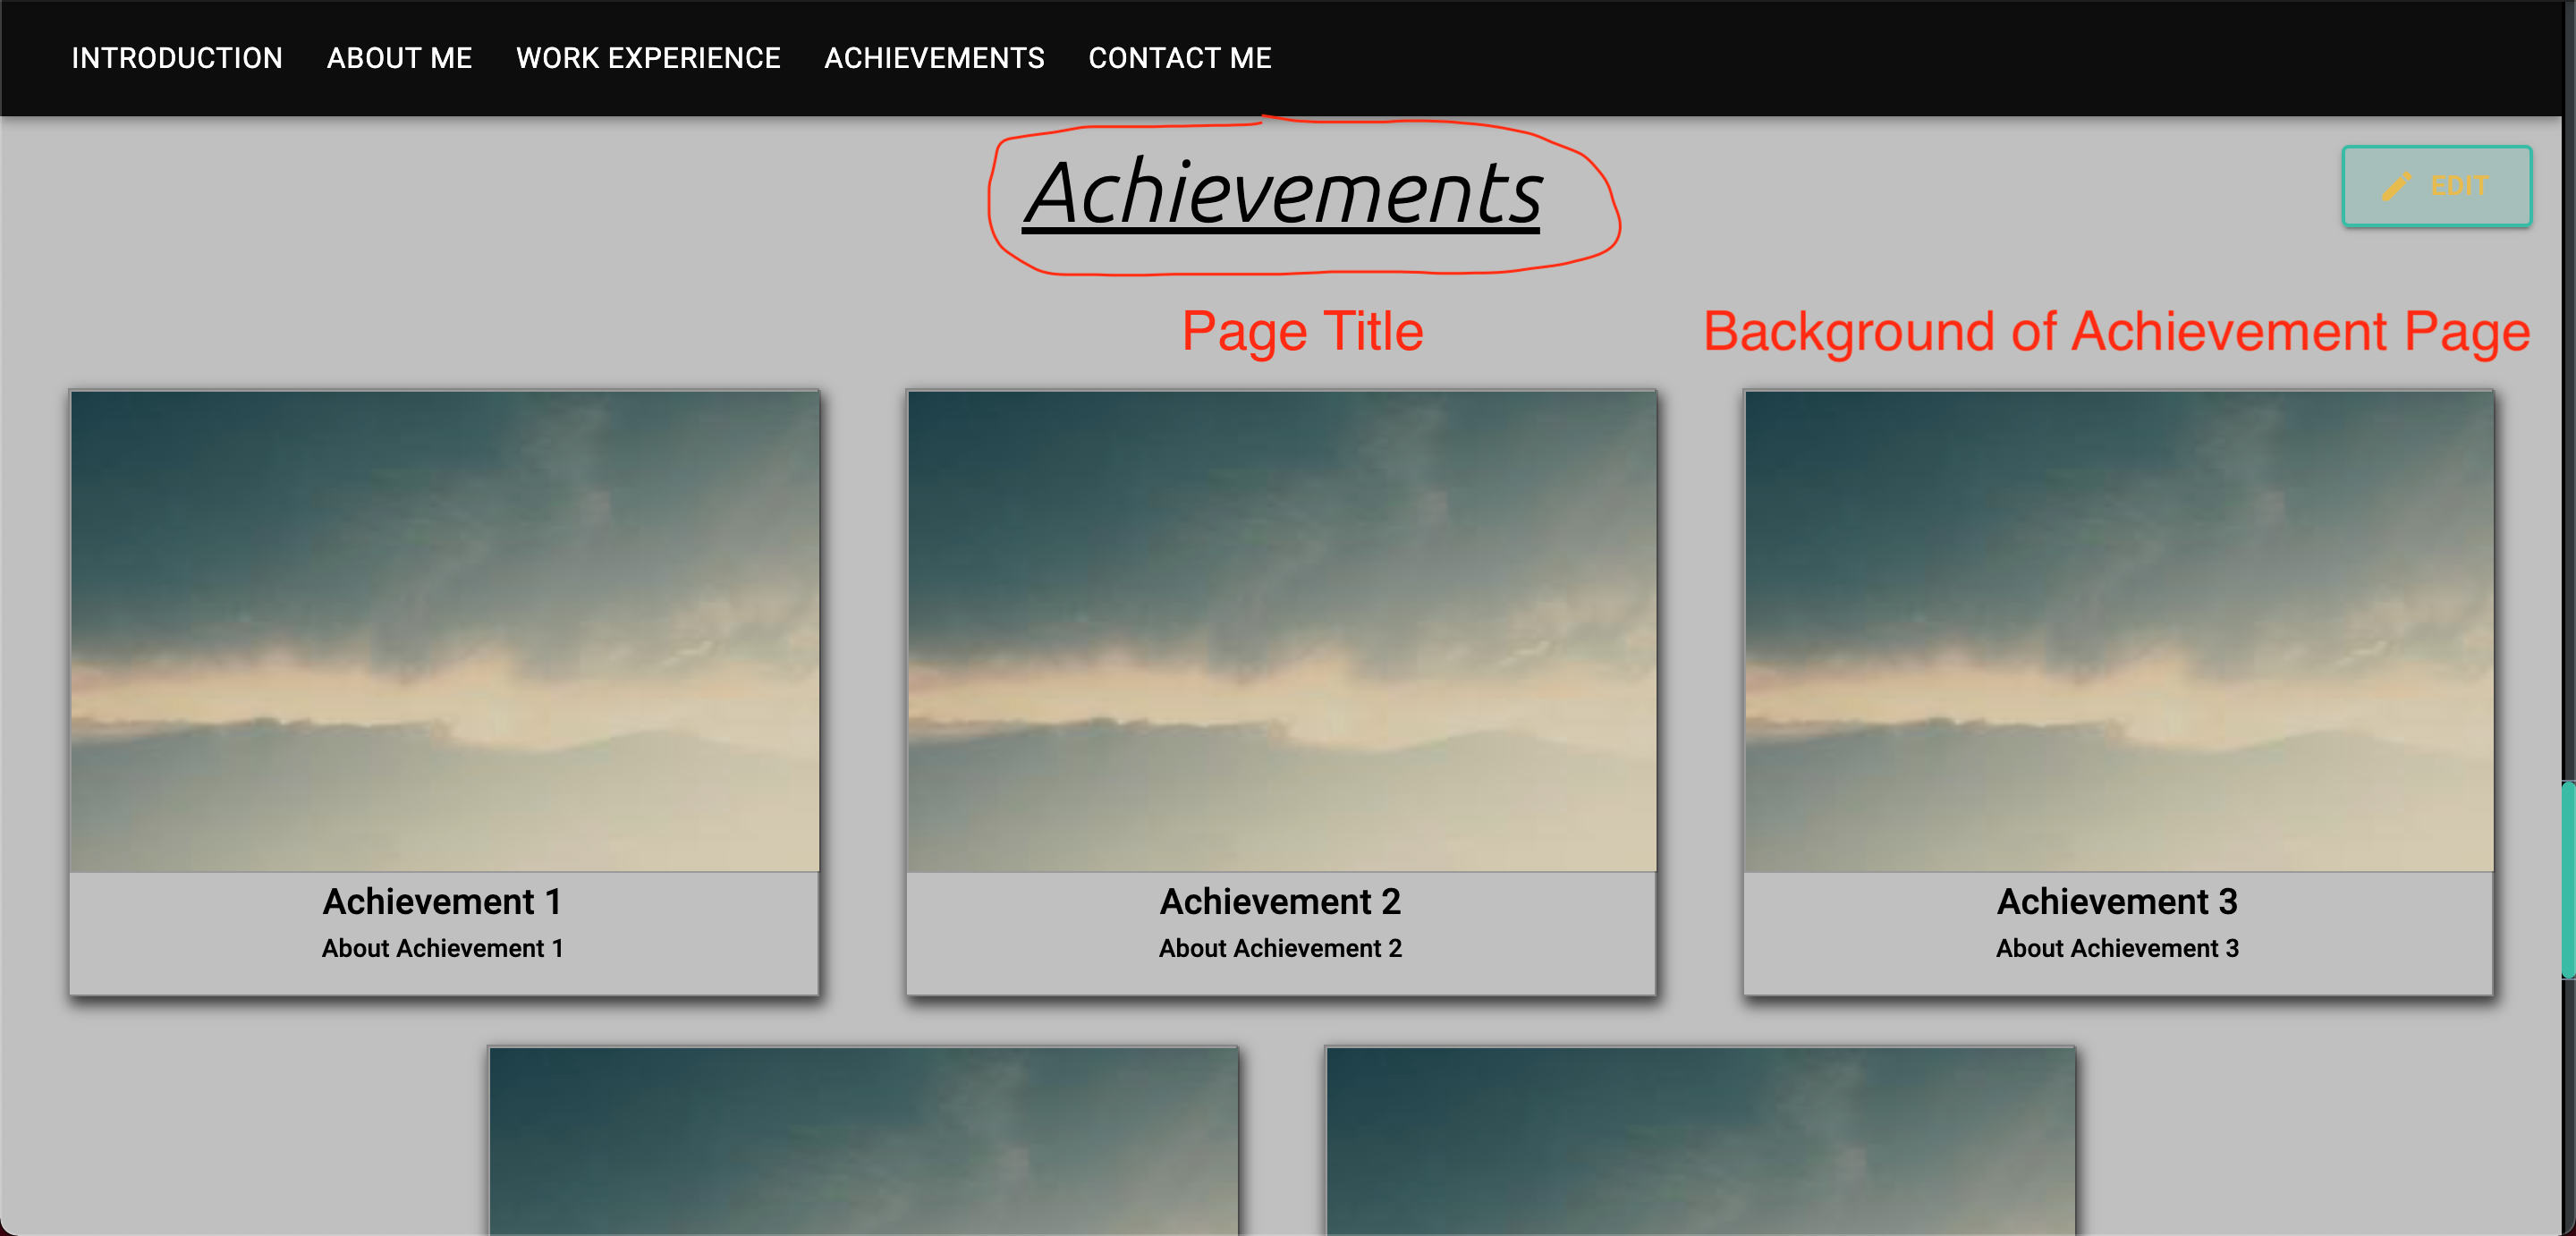 INTRODUCTION ABOUT ME WORK EXPERIENCE ACHIEVEMENTS CONTACT ME
Achievements
EDIT
Page Title
Background of Achievement Page
Achievement 1
About Achievement 1
Achievement 2
About Achievement 2
Achievement 3
About Achievement 3